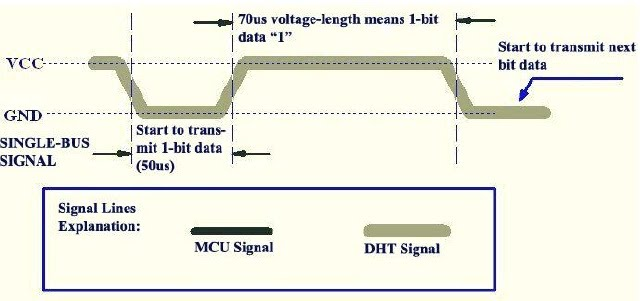 70us voltage-length means 1-bit
data “1”
Start to transmit next
bit data
VCC
GND
SINGLE-BUS
SIGNAL
Start to trans-
mit 1-bit data
(50us)
Signal Lines
Explanation:
MCU Signal
DHT Signal